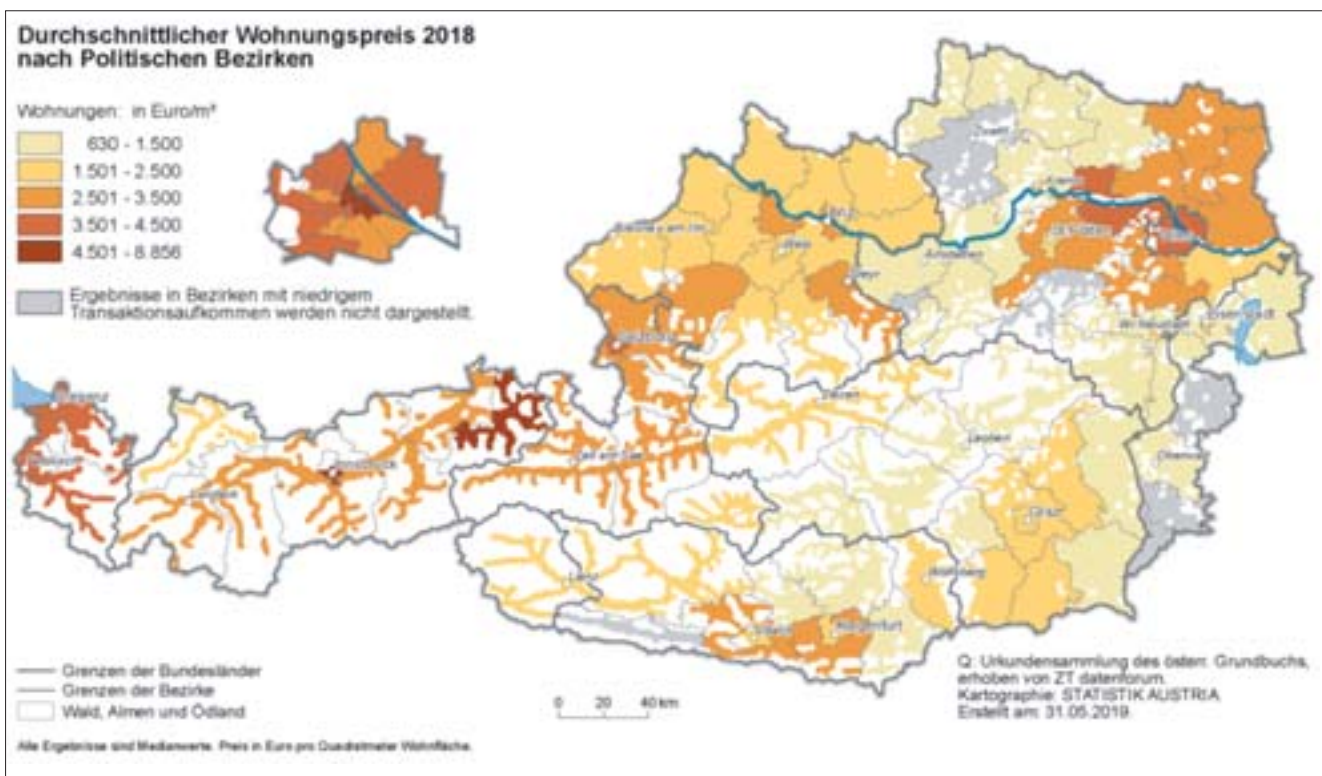 Durchschnittlicher Wohnungspreis 2018
nach Politischen Bezirken
Wohnungen: in Euro/m²
630 - 1.500
1.501 - 2.500
2.501 - 3.500
3.501 - 4.500
4.501 - 8.856
Ergebnisse in Bezirken mit niedrigem
Transaktionsaufkommen werden nicht dargestellt.
Zwettl
Krems
Linz
Braunau am Inn
Wels
St. Pölten
Amstetten
Steyr
Eisenstadt
Wr. Neustadt
Salzburg
Bregenz
Liezen
Leoben
Oberwart
Innsbruck
Zell am See
Landeck
Graz
Wolfsberg
Lienz
Villach
Klagenfurt
Grenzen der Bundesländer
Grenzen der Bezirke
Wald, Almen und Ödland
0 20 40 km
Q: Urkundensammlung des österr. Grundbuchs,
erhoben von ZT datenforum.
Kartographie: STATISTIK AUSTRIA
Erstellt am: 31.05.2019.
Alle Ergebnisse sind Medianwerte. Preis in Euro pro Quadratmeter Wohnfläche.